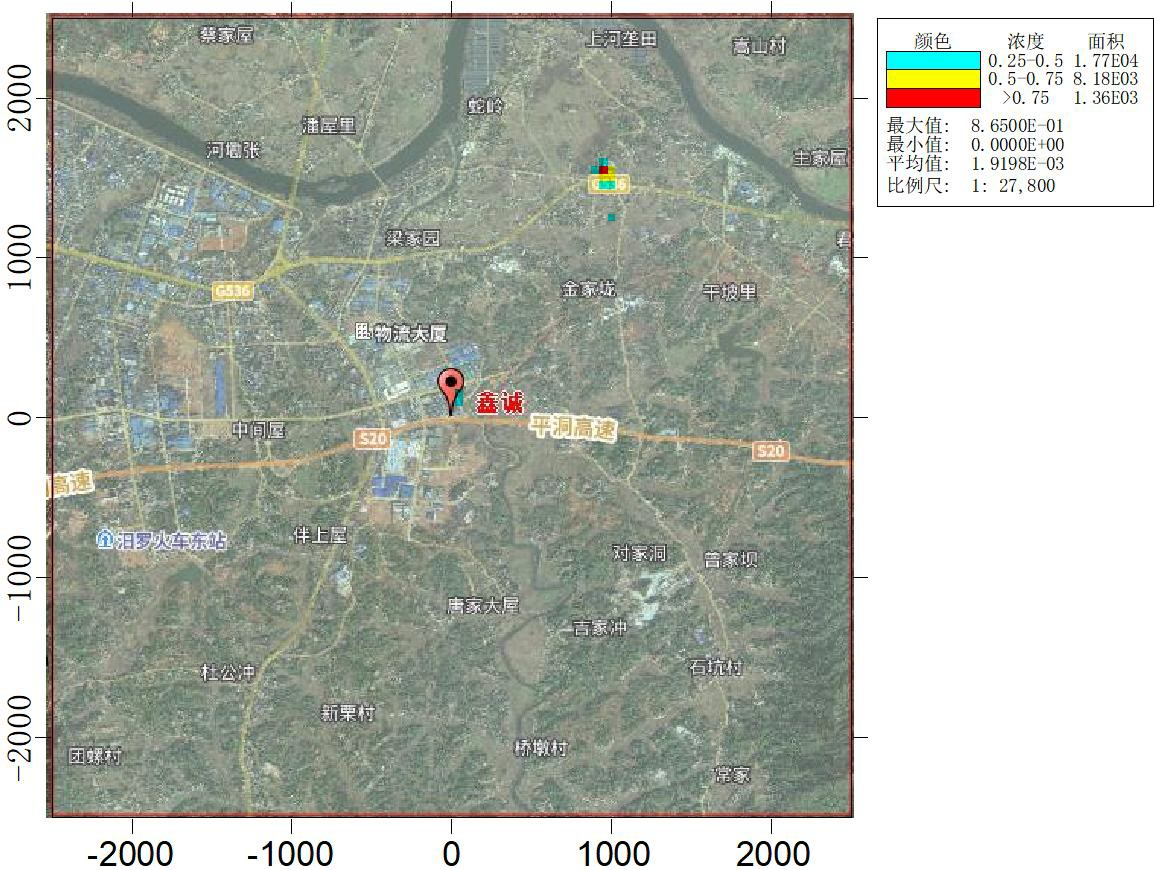 颜色 浓度 面积
0.25-0.5 1.77E04
0.5-0.75 8.18E03
>0.75 1.36E03
最大值: 8.6500E-01
最小值: 0.0000E+00
平均值: 1.9198E-03
比例尺: 1: 27,800
蔡家屋
上河垄田
嵩山村
蛇岭
潘屋里
河塘张
圭家屋
梁家园
G536
金家垅
干坡里
物流大厦
鑫诚
平洞高速
中间屋
S20
S20
高速
汨罗火车东站
伴上屋
对家洞
曾家坝
唐家大屋
吉家冲
杜公冲
石坑村
新栗村
团螺村
桥墩村
常家
2000
1000
0
-1000
-2000
-2000 -1000 0 1000 2000